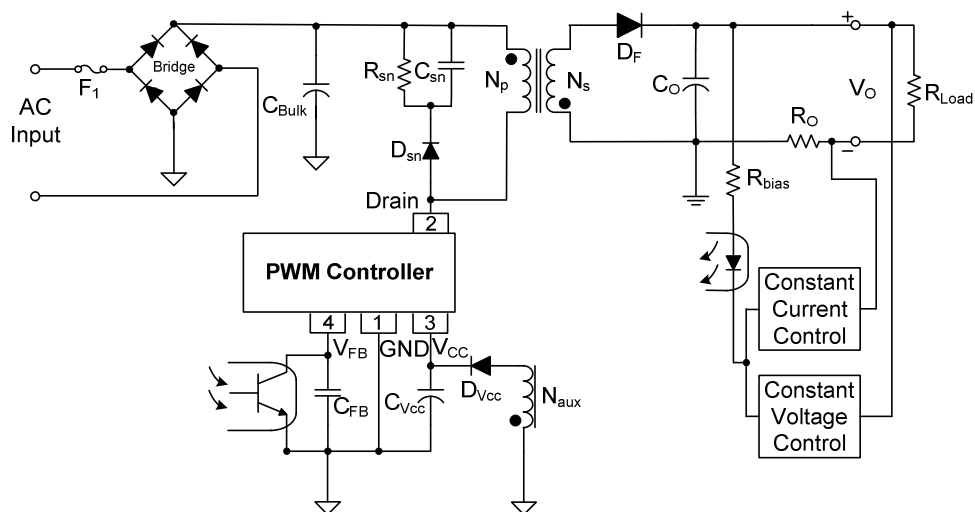 AC
Input
F1
Bridge
CBulk
Rsn
Csn
Dsn
Drain
Np
Ns
DF
CO
RO
+
VO
−
RLoad
Rbias
2
PWM Controller
4
1
3
VFB
GND
VCC
CFB
CVcc
DVcc
Naux
Constant
Current
Control
Constant
Voltage
Control